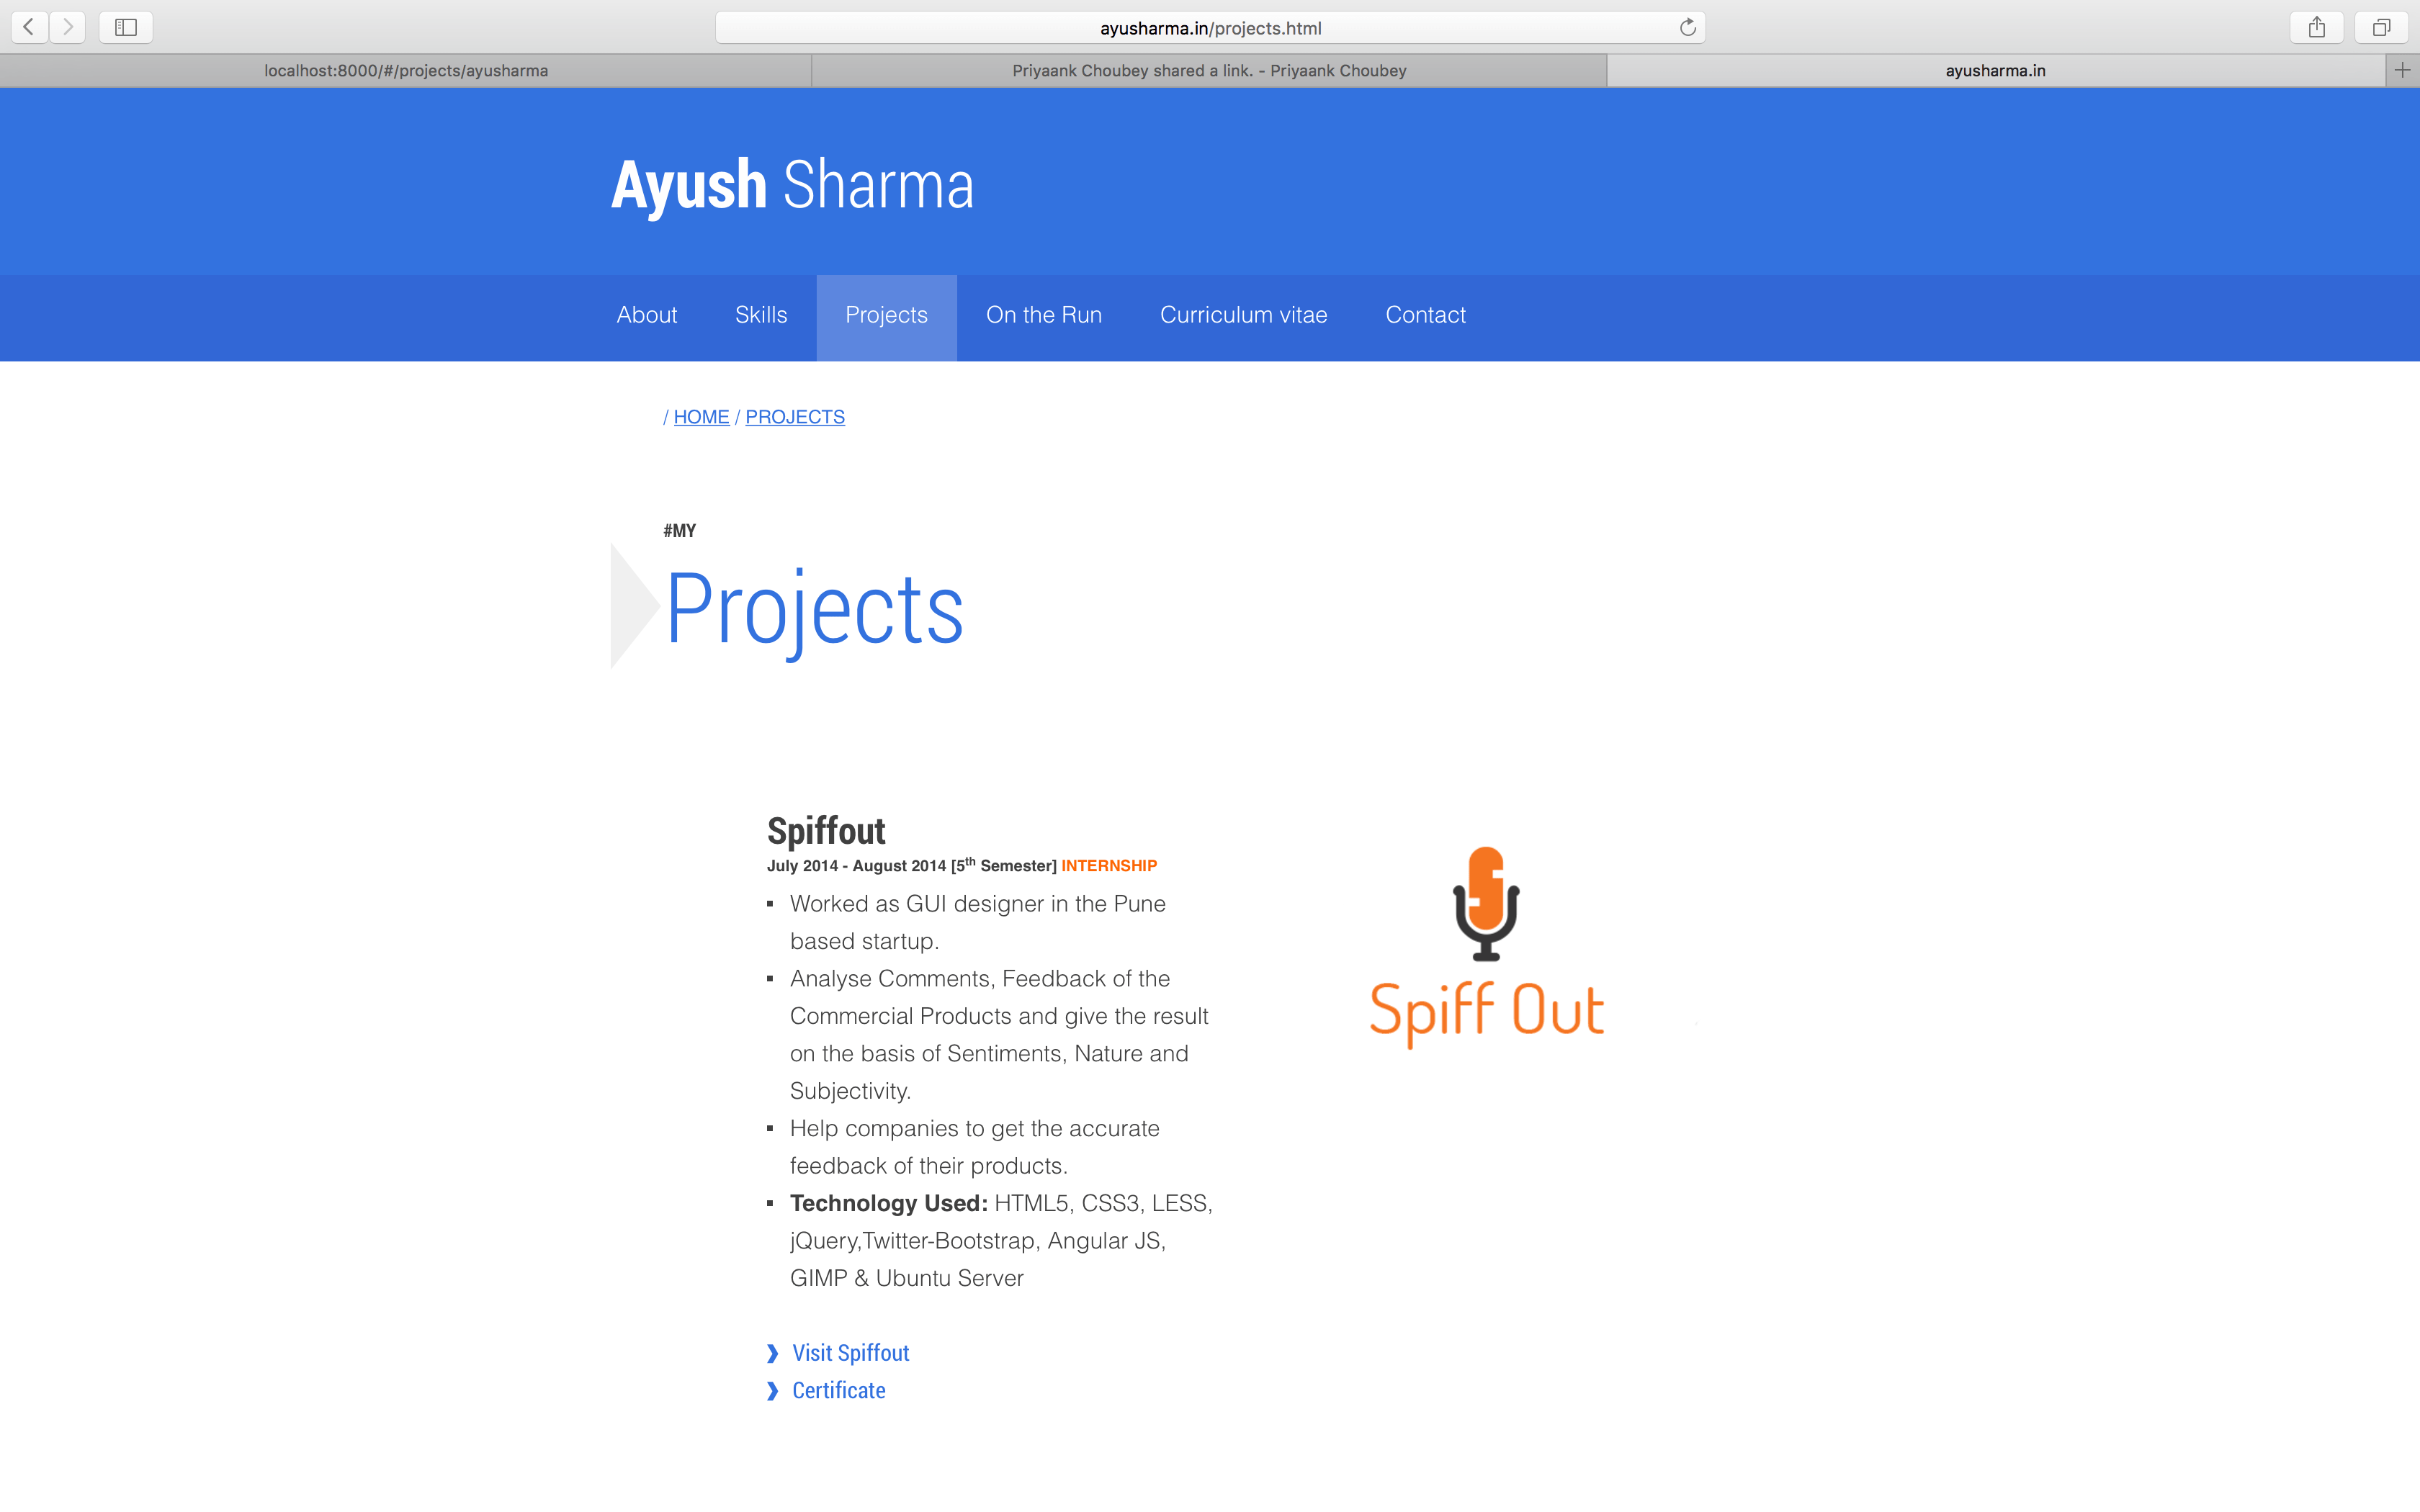 ayusharma.in/projects.html
localhost:8000/#/projects/ayusharma
Priyaank Choubey shared a link. - Priyaank Choubey
ayusharma.in
Ayush Sharma
About
Skills
Projects
On the Run
Curriculum vitae
Contact
/ HOME / PROJECTS
#MY
Projects
Spiffout
July 2014 - August 2014 [5th Semester] INTERNSHIP
▪ Worked as GUI designer in the Pune
based startup.
▪ Analyse Comments, Feedback of the
Commercial Products and give the result
on the basis of Sentiments, Nature and
Subjectivity.
▪ Help companies to get the accurate
feedback of their products.
▪ Technology Used: HTML5, CSS3, LESS,
jQuery,Twitter-Bootstrap, Angular JS,
GIMP & Ubuntu Server
❯ Visit Spiffout
❯ Certificate
Spiff Out